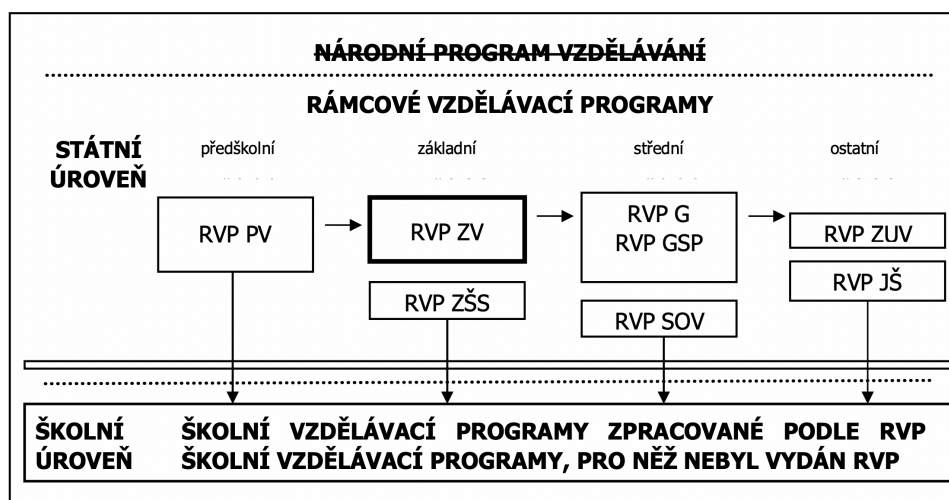 NÁRODNÍ PROGRAM VZDĚLÁVÁNÍ
RÁMCOVÉ VZDĚLÁVACÍ PROGRAMY
STÁTNÍ
ÚROVEŇ
předškolní
základní
střední
ostatní
RVP PV
RVP ZV
RVP G
RVP GSP
RVP ZUV
RVP ZŠS
RVP SOV
RVP JŠ
ŠKOLNÍ
ÚROVEŇ
ŠKOLNÍ VZDĚLÁVACÍ PROGRAMY ZPRACOVANÉ PODLE RVP
ŠKOLNÍ VZDĚLÁVACÍ PROGRAMY, PRO NĚŽ NEBYL VYDÁN RVP